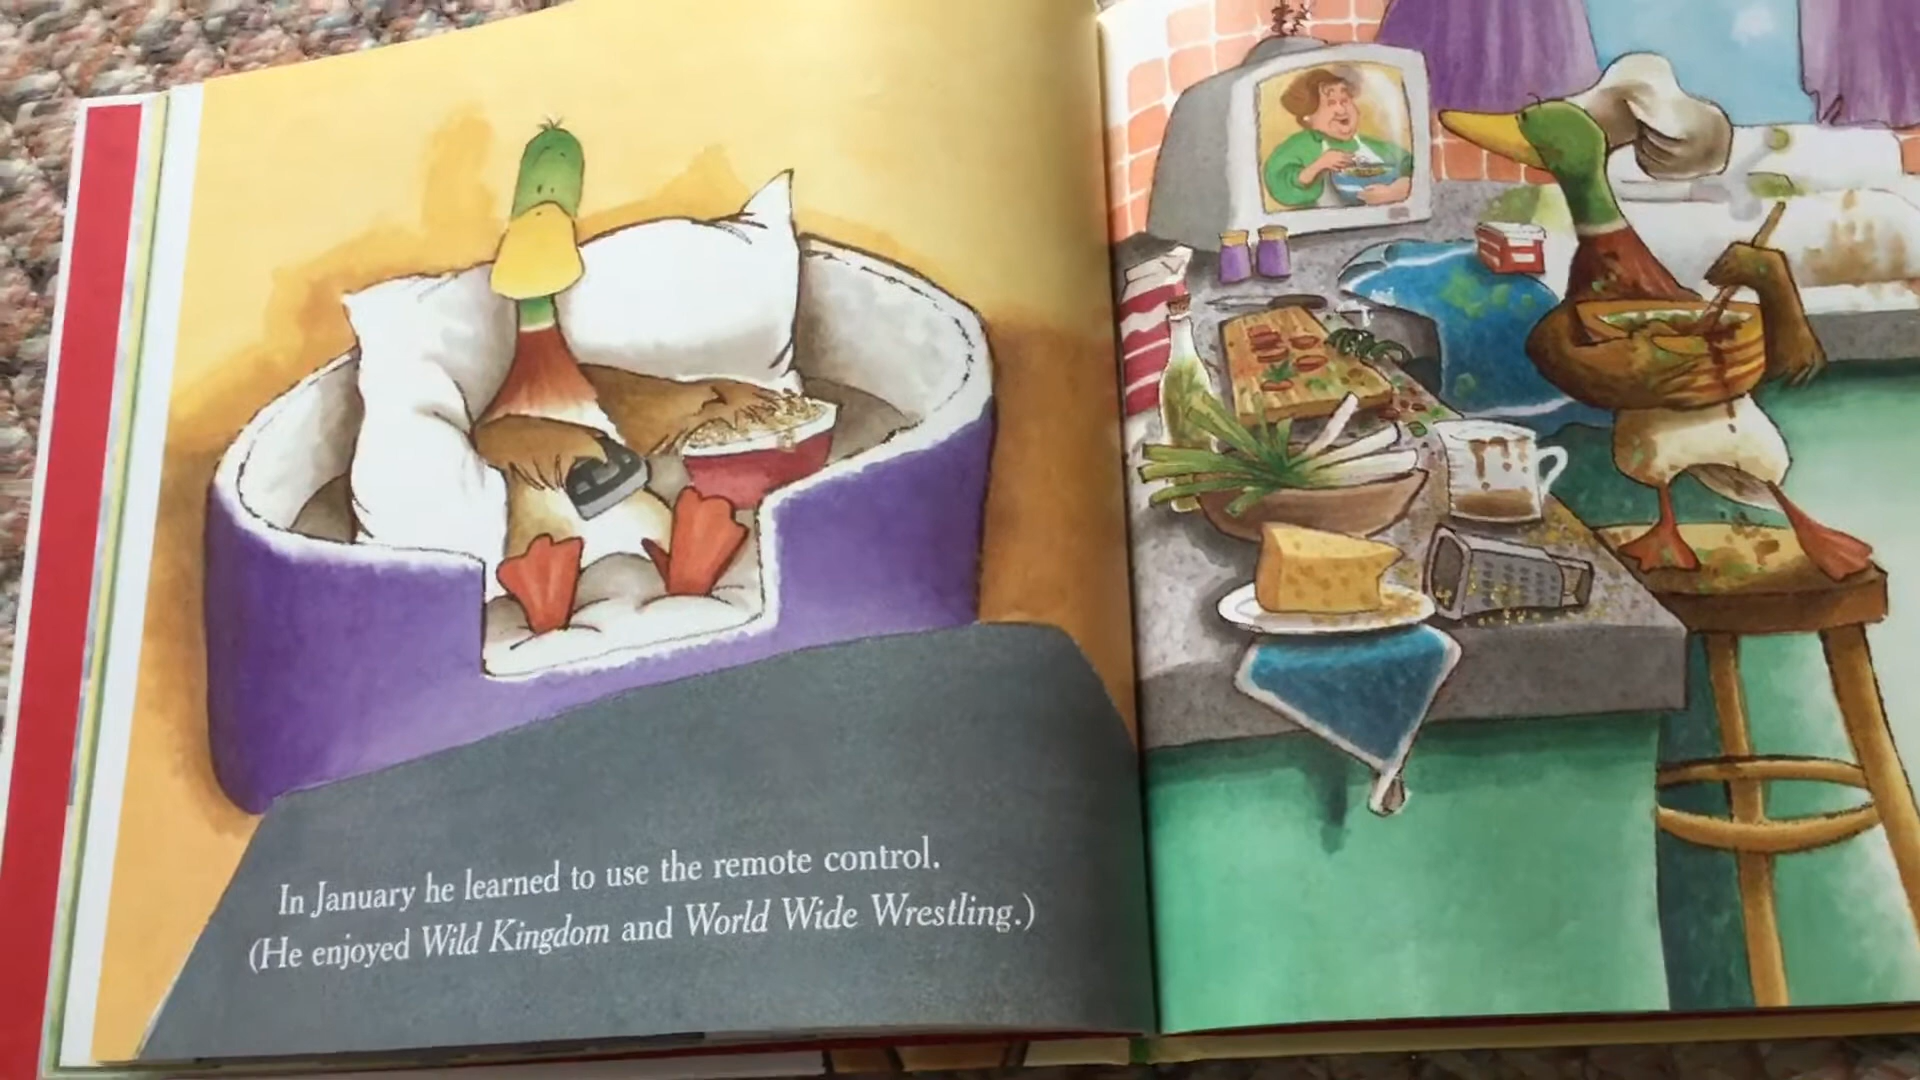 In January he learned to use the remote control.
(He enjoyed Wild Kingdom and World Wide Wrestling.)